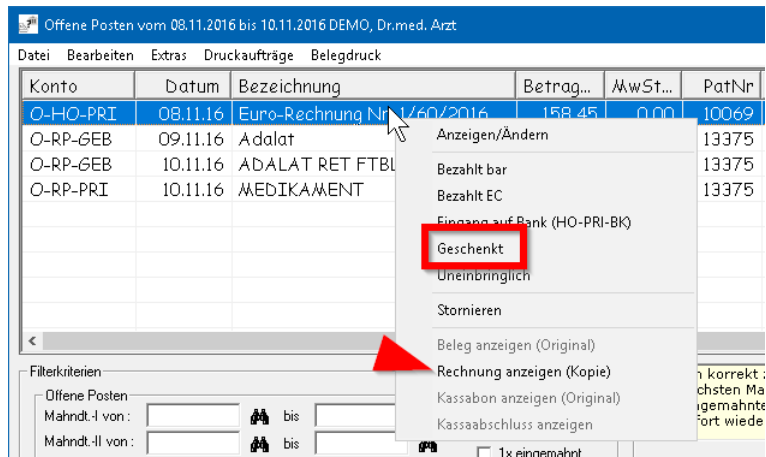 Offene Posten vom 08.11.2016 bis 10.11.2016 DEMO, Dr.med. Arzt
Datei Bearbeiten Extras Druckaufträge Belegdruck
Konto Datum Bezeichnung Betrag... MwSt... PatNr
O-HO-PRI 08.11.16 Euro-Rechnung Nr 1/60/2016 158.45 0.00 10069
O-RP-GEB 09.11.16 Adalat 13375
O-RP-GEB 10.11.16 ADALAT RET FTBL 13375
O-RP-PRI 10.11.16 MEDIKAMENT 13375
Anzeigen/Ändern
Bezahlt bar
Bezahlt EC
Eingang auf Bank (HO-PRI-BK)
Geschenkt
Uneinbringlich
Stornieren
Beleg anzeigen (Original)
Rechnung anzeigen (Kopie)
Kassabon anzeigen (Original)
Kassaabschluss anzeigen
Filterkriterien
Offene Posten
Mahndt.-I von : bis
Mahndt.-II von : bis
1x eingemahnt
korrekt